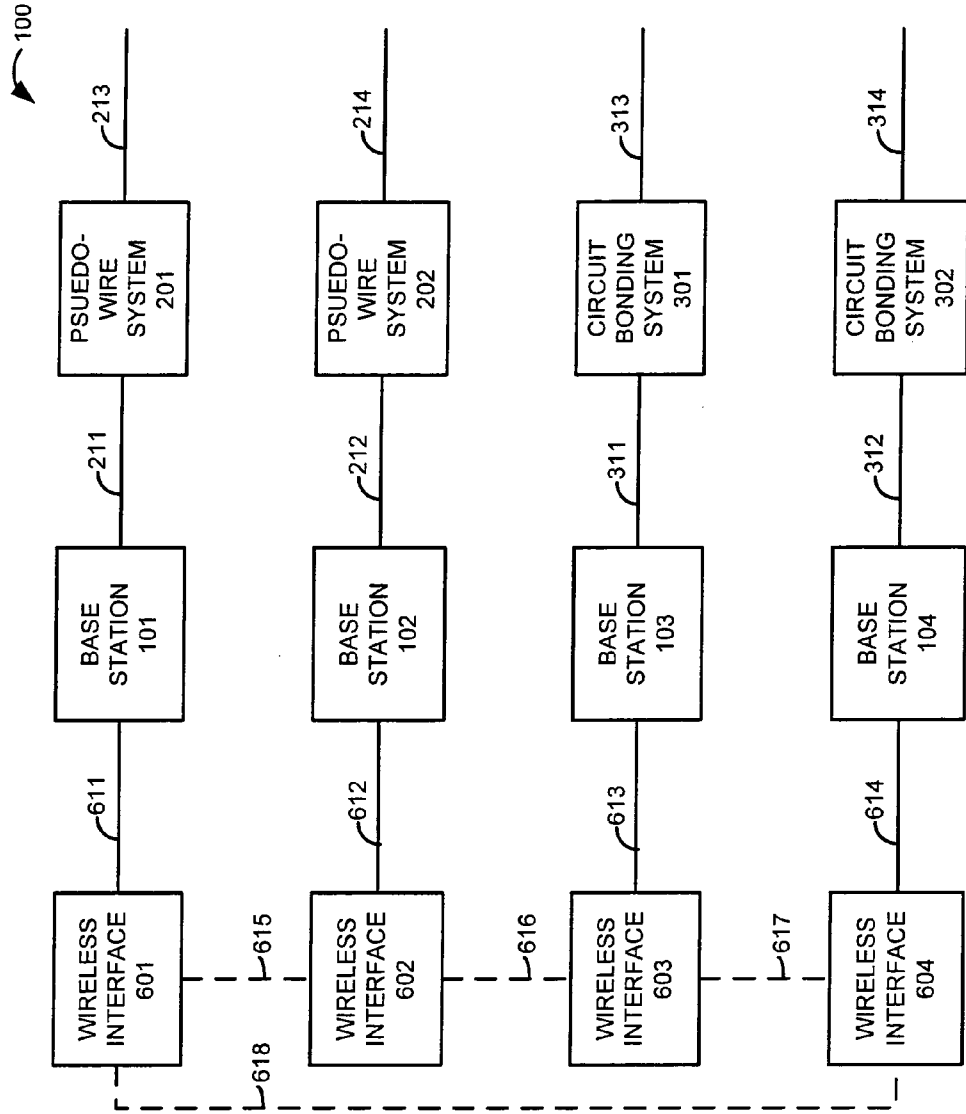 100
213
214
313
314
PSUEDO-
WIRE
SYSTEM
201
PSUEDO-
WIRE
SYSTEM
202
CIRCUIT
BONDING
SYSTEM
301
CIRCUIT
BONDING
SYSTEM
302
211
212
311
312
BASE
STATION
101
BASE
STATION
102
BASE
STATION
103
BASE
STATION
104
611
612
613
614
WIRELESS
INTERFACE
601
WIRELESS
INTERFACE
602
WIRELESS
INTERFACE
603
WIRELESS
INTERFACE
604
615
616
617
618